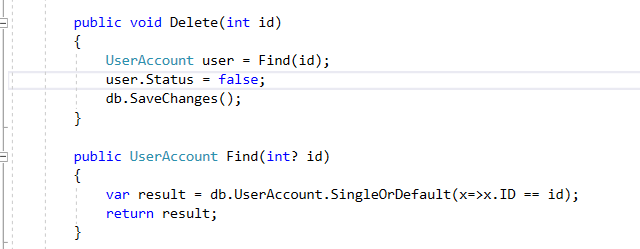 public void Delete(int id)
{
UserAccount user = Find(id);
user.Status = false;
db.SaveChanges();
}
public UserAccount Find(int? id)
{
var result = db.UserAccount.SingleOrDefault(x=>x.ID == id);
return result;
}